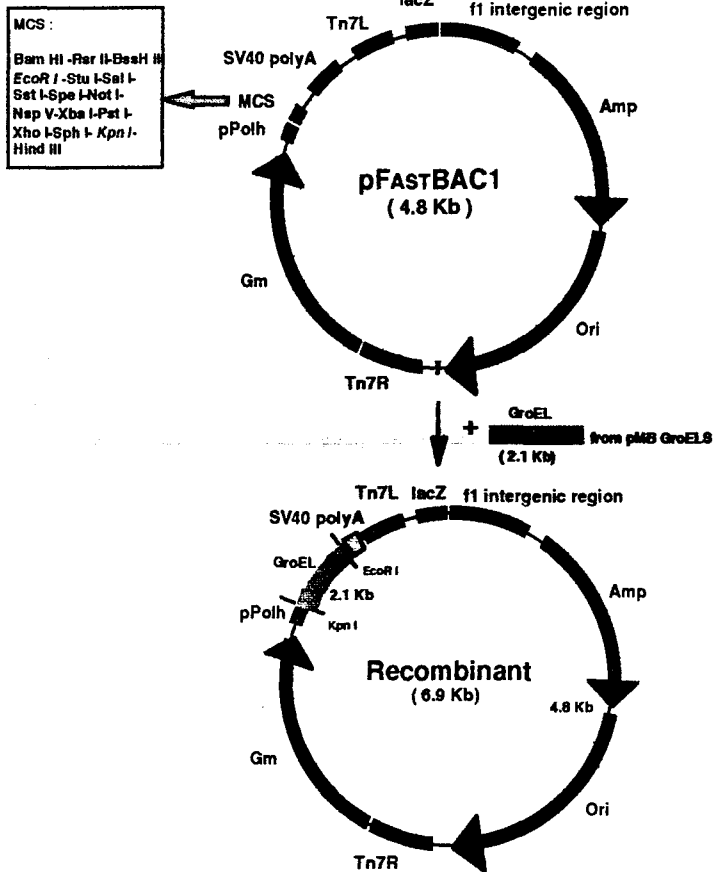 lacZ
f1 intergenic region
Tn7L
MCS :
Bam HI -Rsr II-BssH II
EcoR I -Stu I-Sal I-
Sst I-Spe I-Not I-
Nsp V-Xba I-Pst I-
Xho I-Sph I- Kpn I-
Hind III
SV40 polyA
MCS
pPolh
Amp
pFASTBAC1
( 4.8 Kb )
Gm
Ori
Tn7R
+
GroEL
from pMB GroELS
(2.1 Kb)
Tn7L lacZ f1 intergenic region
SV40 polyA
GroEL
EcoR I
2.1 Kb
Amp
pPolh
Kpn I
Recombinant
( 6.9 Kb)
4.8 Kb
Gm
Ori
Tn7R